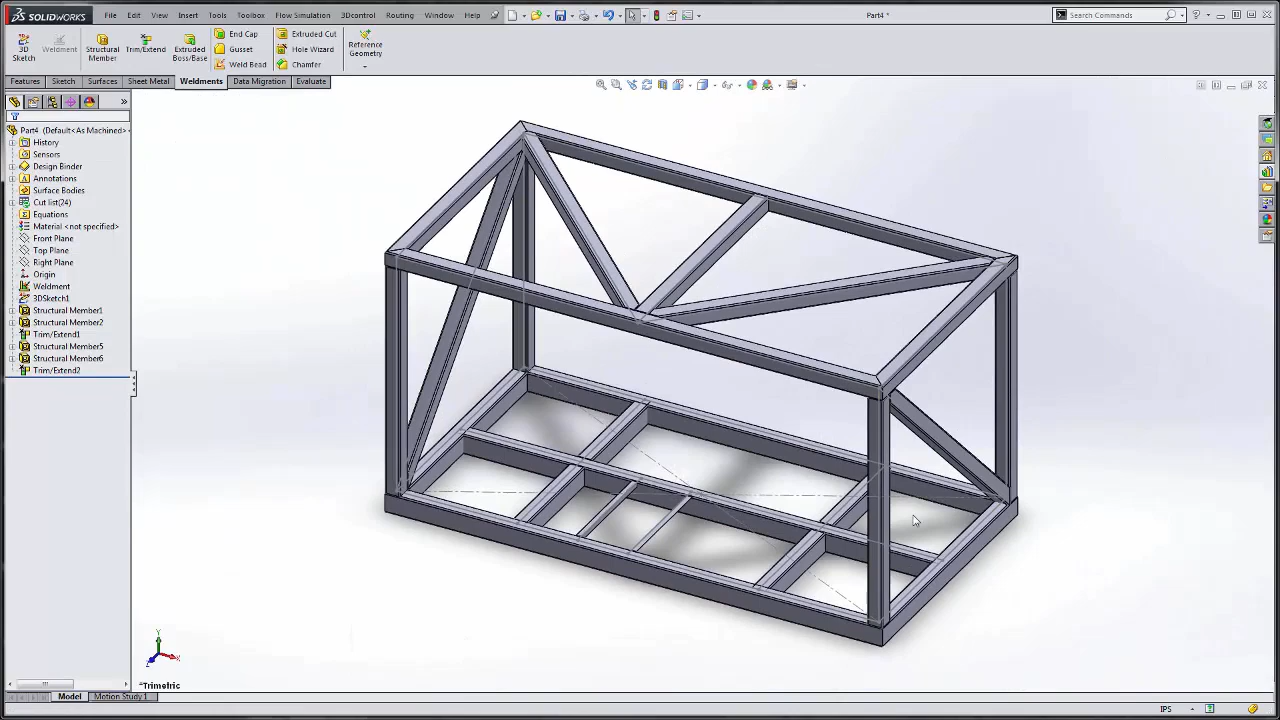 SOLIDWORKS
File Edit View Insert Tools Toolbox Flow Simulation 3Dcontrol Routing Window Help
Part4 *
Search Commands
3D Sketch
Weldment
Structural Member
Trim/Extend
Extruded Boss/Base
End Cap
Gusset
Weld Bead
Extruded Cut
Hole Wizard
Chamfer
Reference Geometry
Features Sketch Surfaces Sheet Metal Weldments Data Migration Evaluate
Part4 (Default<As Machined>
History
Sensors
Design Binder
Annotations
Surface Bodies
Cut list(24)
Equations
Material <not specified>
Front Plane
Top Plane
Right Plane
Origin
Weldment
3DSketch1
Structural Member1
Structural Member2
Trim/Extend1
Structural Member5
Structural Member6
Trim/Extend2
Y
X
Z
*Trimetric
Model Motion Study 1
IPS